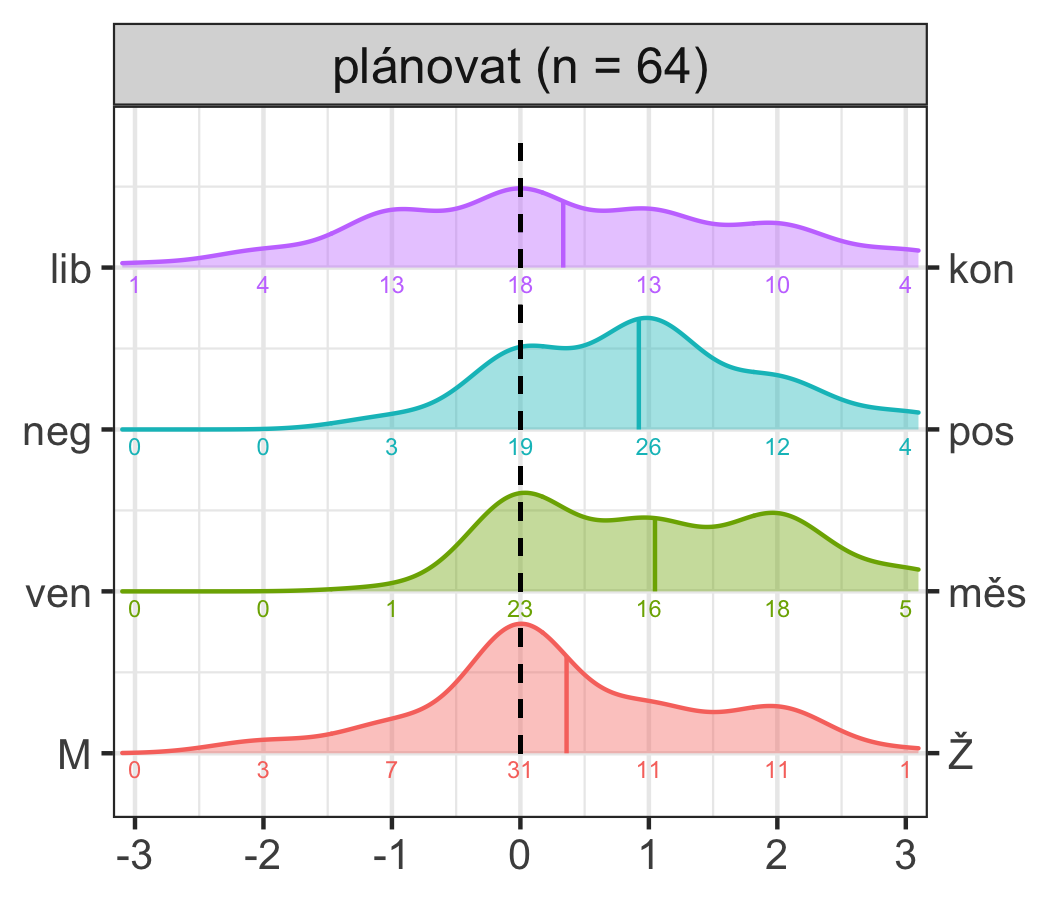 plánovat (n = 64)
lib kon
1 4 13 18 13 10 4
neg pos
0 0 3 19 26 12 4
ven měs
0 0 1 23 16 18 5
M Ž
0 3 7 31 11 11 1
-3 -2 -1 0 1 2 3